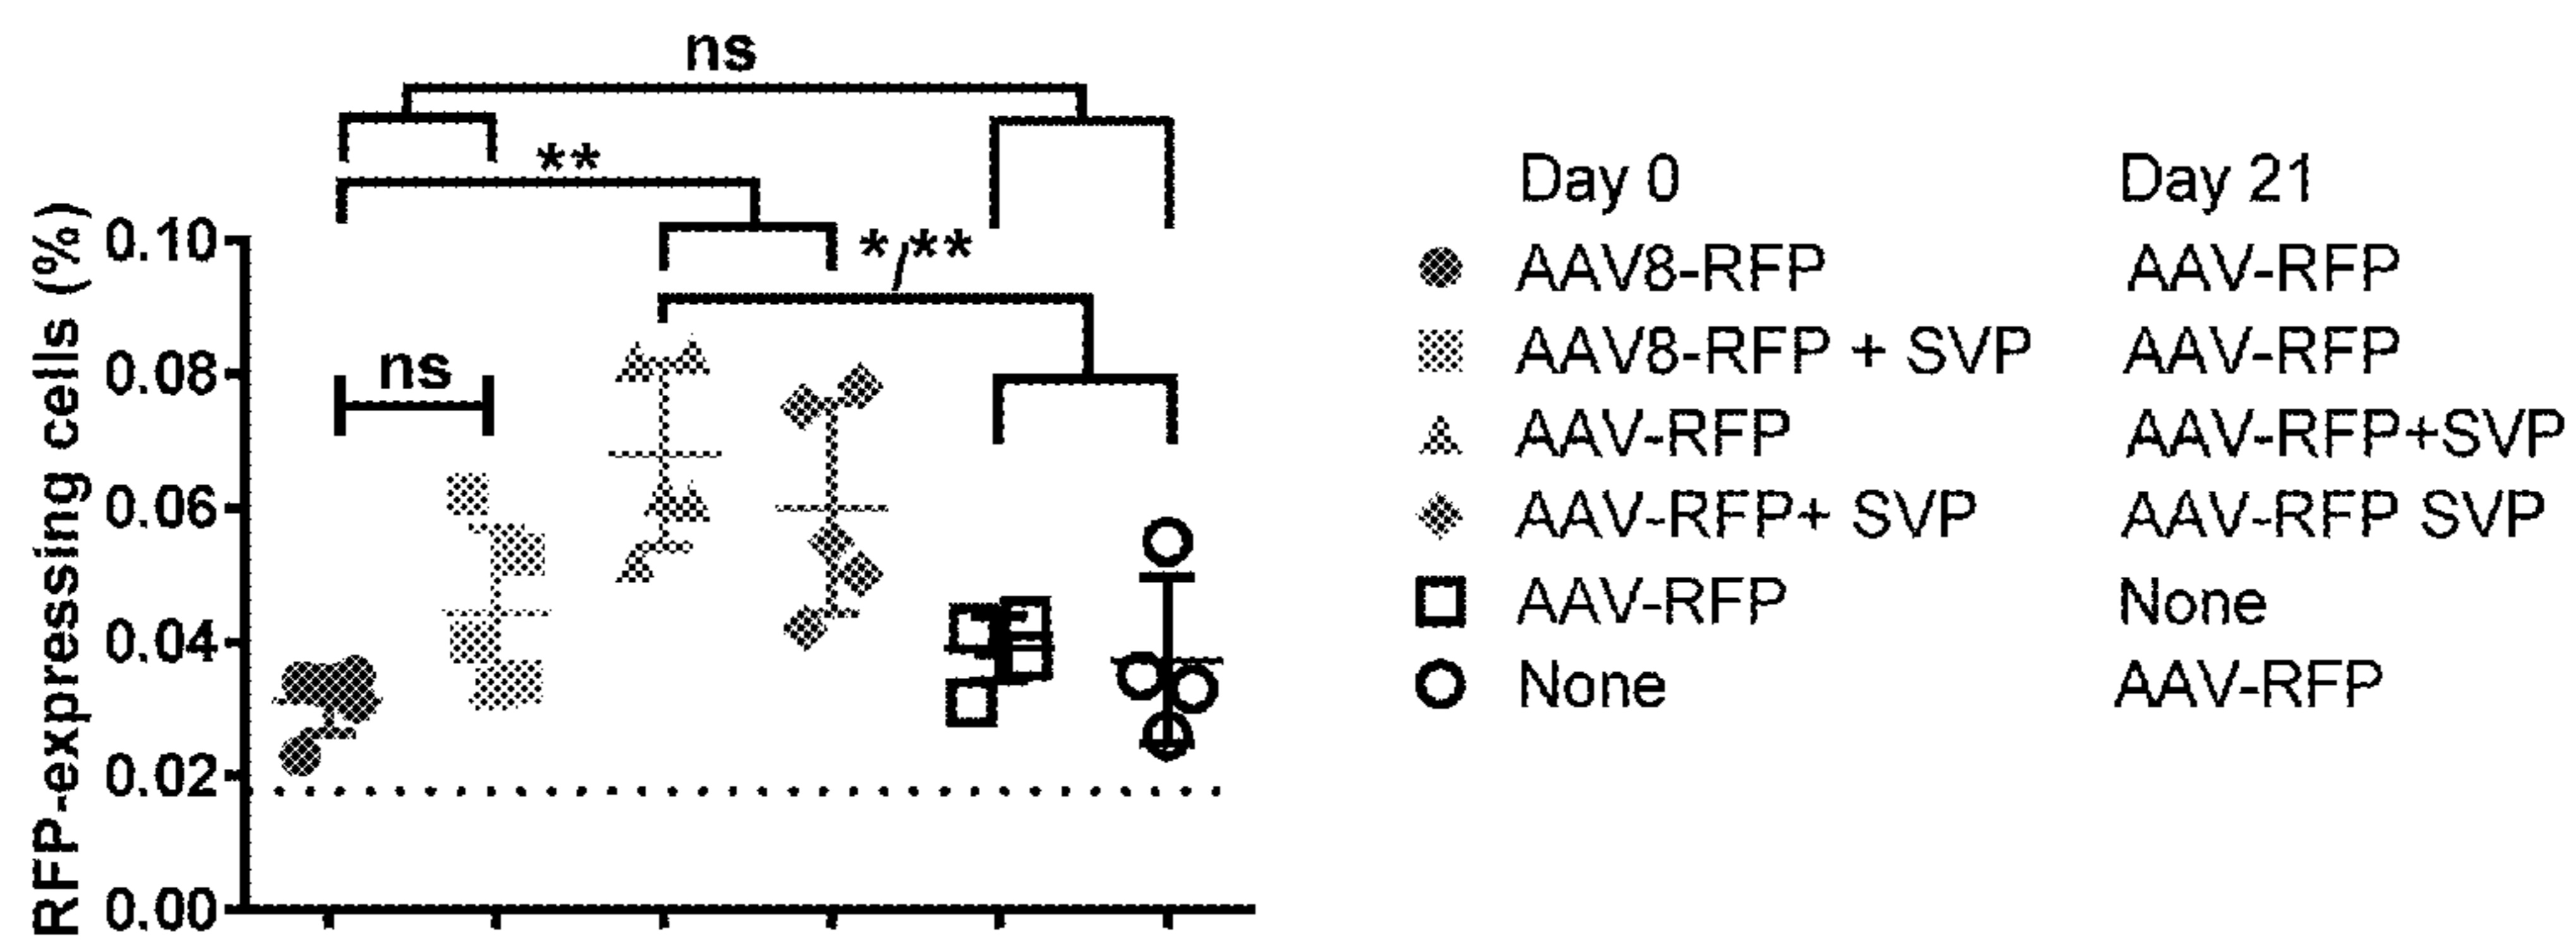 ns
**
*,**
ns
RFP-expressing cells (%)
0.10
0.08
0.06
0.04
0.02
0.00
Day 0 Day 21
AAV8-RFP AAV-RFP
AAV8-RFP + SVP AAV-RFP
AAV-RFP AAV-RFP+SVP
AAV-RFP+ SVP AAV-RFP SVP
AAV-RFP None
None AAV-RFP